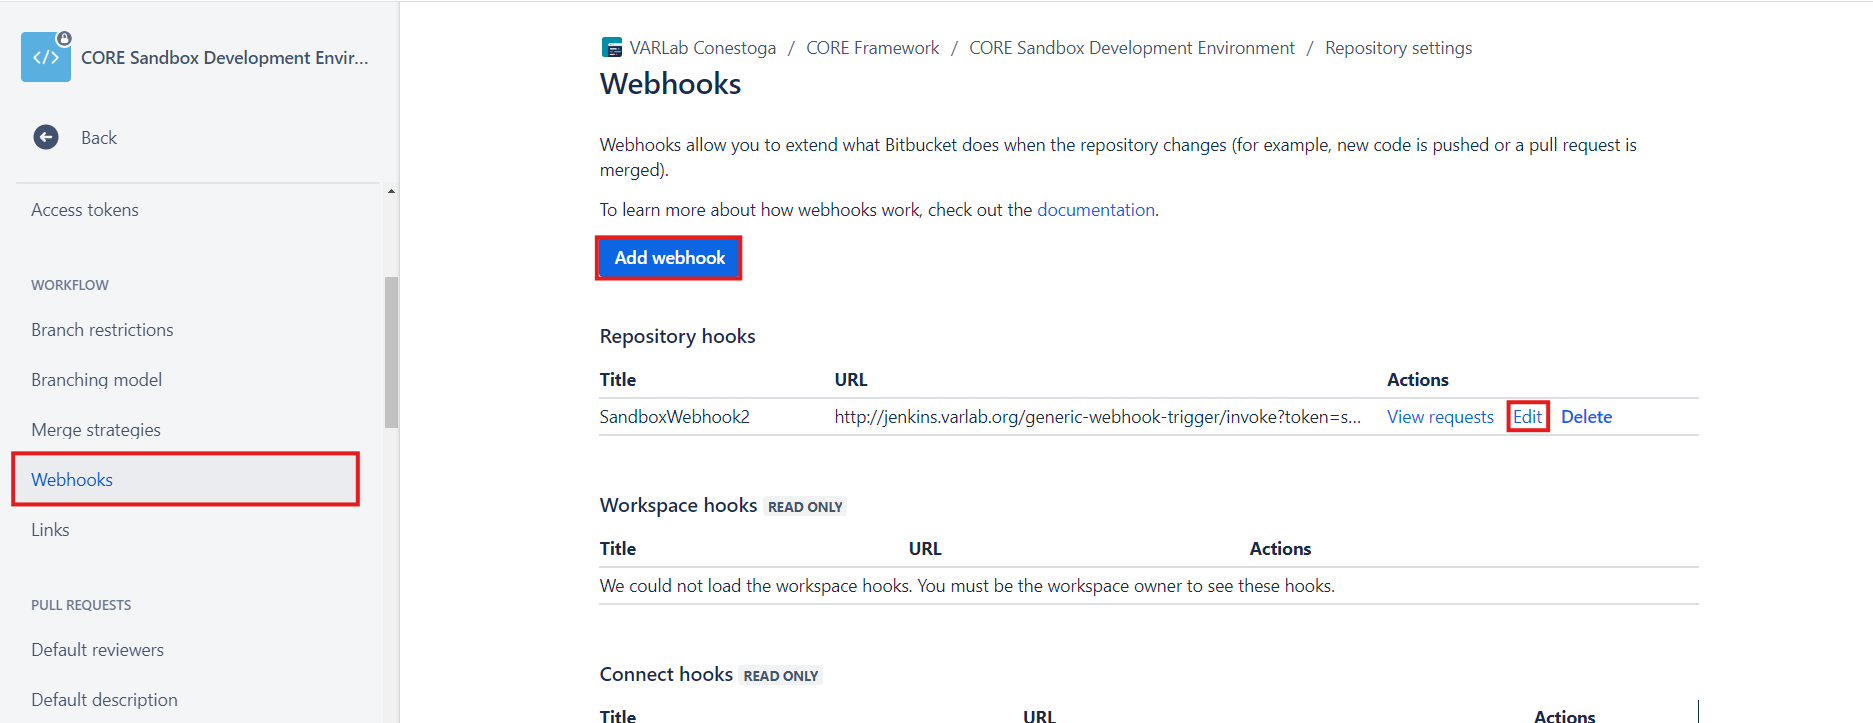 CORE Sandbox Development Envir...
Back
Access tokens
WORKFLOW
Branch restrictions
Branching model
Merge strategies
Webhooks
Links
PULL REQUESTS
Default reviewers
Default description
VARLab Conestoga / CORE Framework / CORE Sandbox Development Environment / Repository settings
Webhooks
Webhooks allow you to extend what Bitbucket does when the repository changes (for example, new code is pushed or a pull request is
merged).
To learn more about how webhooks work, check out the documentation.
Add webhook
Repository hooks
Title URL Actions
SandboxWebhook2 http://jenkins.varlab.org/generic-webhook-trigger/invoke?token=s... View requests Edit Delete
Workspace hooks READ ONLY
Title URL Actions
We could not load the workspace hooks. You must be the workspace owner to see these hooks.
Connect hooks READ ONLY
Title URL Actions